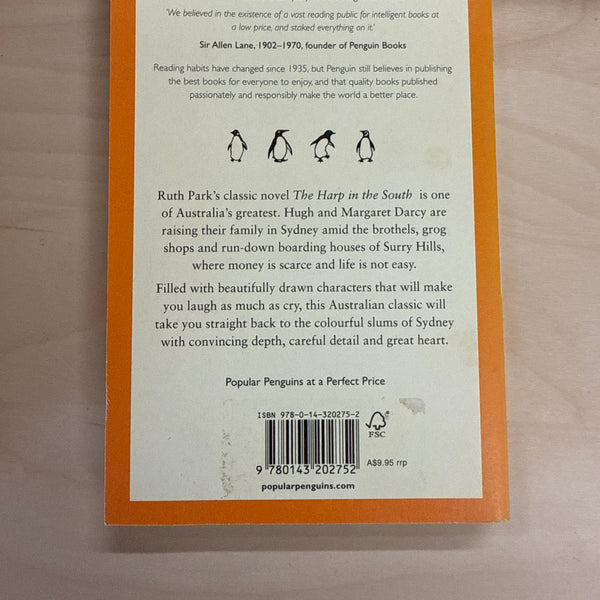 'We believed in the existence of a vast reading public for intelligent books at
a low price, and staked everything on it.'
Sir Allen Lane, 1902–1970, founder of Penguin Books
Reading habits have changed since 1935, but Penguin still believes in publishing
the best books for everyone to enjoy, and that quality books published
passionately and responsibly make the world a better place.
Ruth Park's classic novel The Harp in the South is one
of Australia's greatest. Hugh and Margaret Darcy are
raising their family in Sydney amid the brothels, grog
shops and run-down boarding houses of Surry Hills,
where money is scarce and life is not easy.
Filled with beautifully drawn characters that will make
you laugh as much as cry, this Australian classic will
take you straight back to the colourful slums of Sydney
with convincing depth, careful detail and great heart.
Popular Penguins at a Perfect Price
ISBN 978-0-14-320275-2
FSC
9 780143 202752
A$9.95 rrp
popularpenguins.com